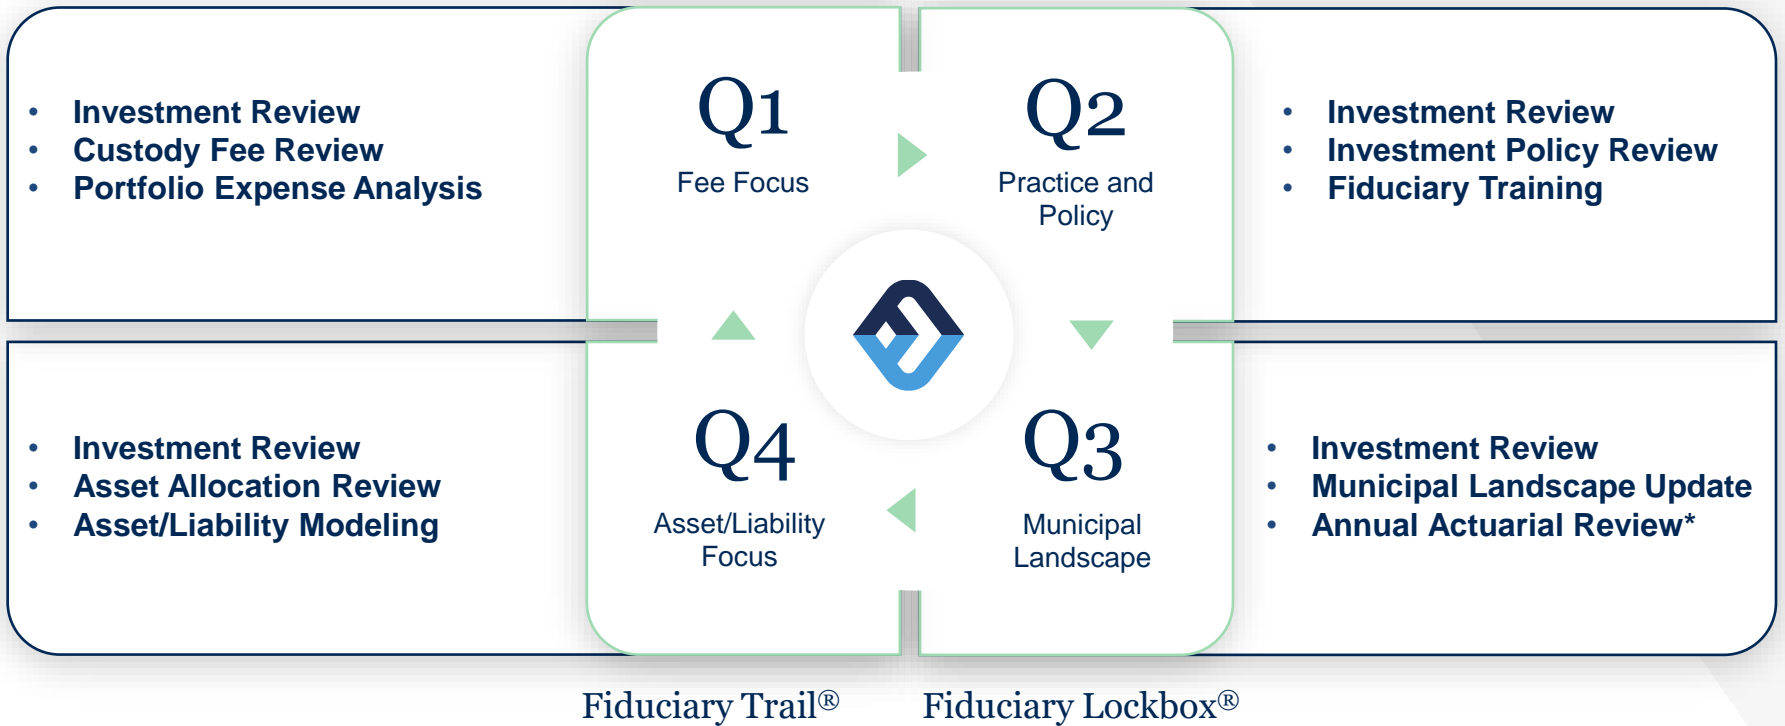 • Investment Review
• Custody Fee Review
• Portfolio Expense Analysis
Q1
Fee Focus
Q2
Practice and
Policy
• Investment Review
• Investment Policy Review
• Fiduciary Training
• Investment Review
• Asset Allocation Review
• Asset/Liability Modeling
Q4
Asset/Liability
Focus
Q3
Municipal
Landscape
• Investment Review
• Municipal Landscape Update
• Annual Actuarial Review*
Fiduciary Trail®
Fiduciary Lockbox®